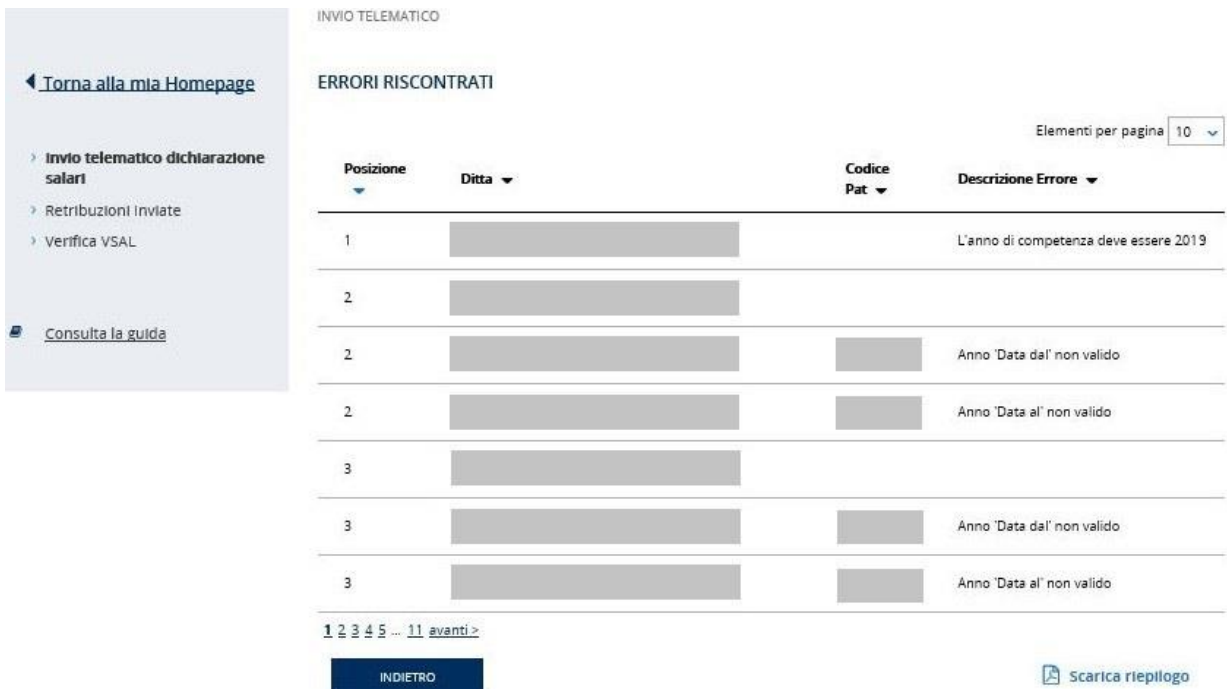 INVIO TELEMATICO
Torna alla mia Homepage
Invio telematico dichiarazione
salari
Retribuzioni Inviate
Verifica VSAL
Consulta la guida
ERRORI RISCONTRATI
Elementi per pagina 10
Posizione Ditta Codice Pat Descrizione Errore
1 L'anno di competenza deve essere 2019
2
2 Anno 'Data dal' non valido
2 Anno 'Data al' non valido
3
3 Anno 'Data dal' non valido
3 Anno 'Data al' non valido
1 2 3 4 5 ... 11 avanti >
INDIETRO
Scarica riepilogo